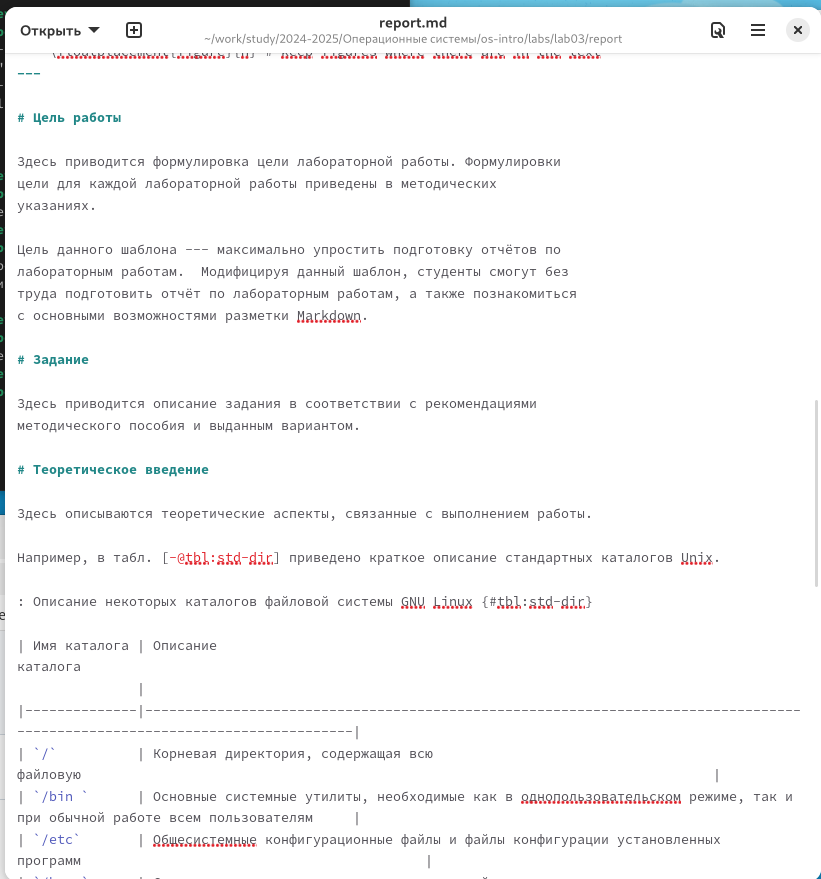 Открыть
report.md
~/work/study/2024-2025/Операционные системы/os-intro/labs/lab03/report
---
# Цель работы
Здесь приводится формулировка цели лабораторной работы. Формулировки
цели для каждой лабораторной работы приведены в методических
указаниях.
Цель данного шаблона --- максимально упростить подготовку отчётов по
лабораторным работам.  Модифицируя данный шаблон, студенты смогут без
труда подготовить отчёт по лабораторным работам, а также познакомиться
с основными возможностями разметки Markdown.
# Задание
Здесь приводится описание задания в соответствии с рекомендациями
методического пособия и выданным вариантом.
# Теоретическое введение
Здесь описываются теоретические аспекты, связанные с выполнением работы.
Например, в табл. [-@tbl:std-dir] приведено краткое описание стандартных каталогов Unix.
: Описание некоторых каталогов файловой системы GNU Linux {#tbl:std-dir}
| Имя каталога | Описание
каталога
|
|--------------|----------------------------------------------------------------------------------
------------------------------------------|
| `/`          | Корневая директория, содержащая всю
файловую                                                                               |
| `/bin `      | Основные системные утилиты, необходимые как в однопользовательском режиме, так и
при обычной работе всем пользователям     |
| `/etc`       | Общесистемные конфигурационные файлы и файлы конфигурации установленных
программ                                           |